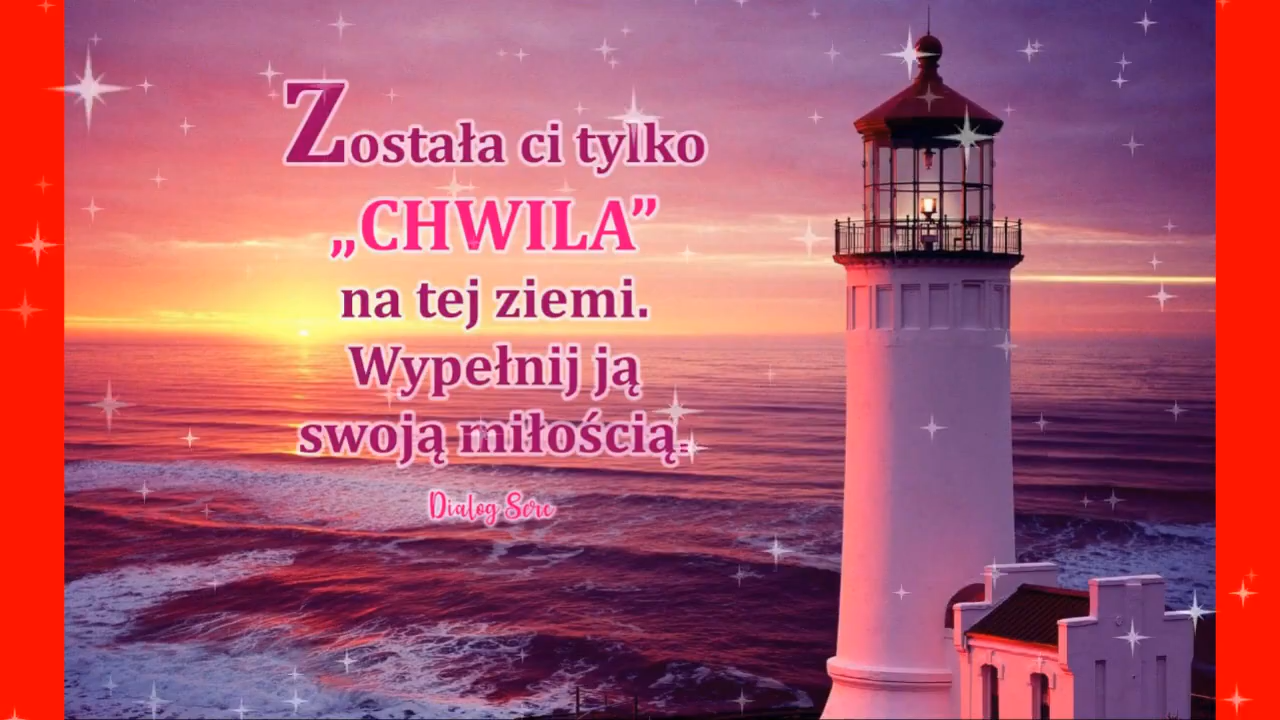 Została ci tylko
„CHWILA”
na tej ziemi.
Wypełnij ją
swoją miłością.
Dialog Serc